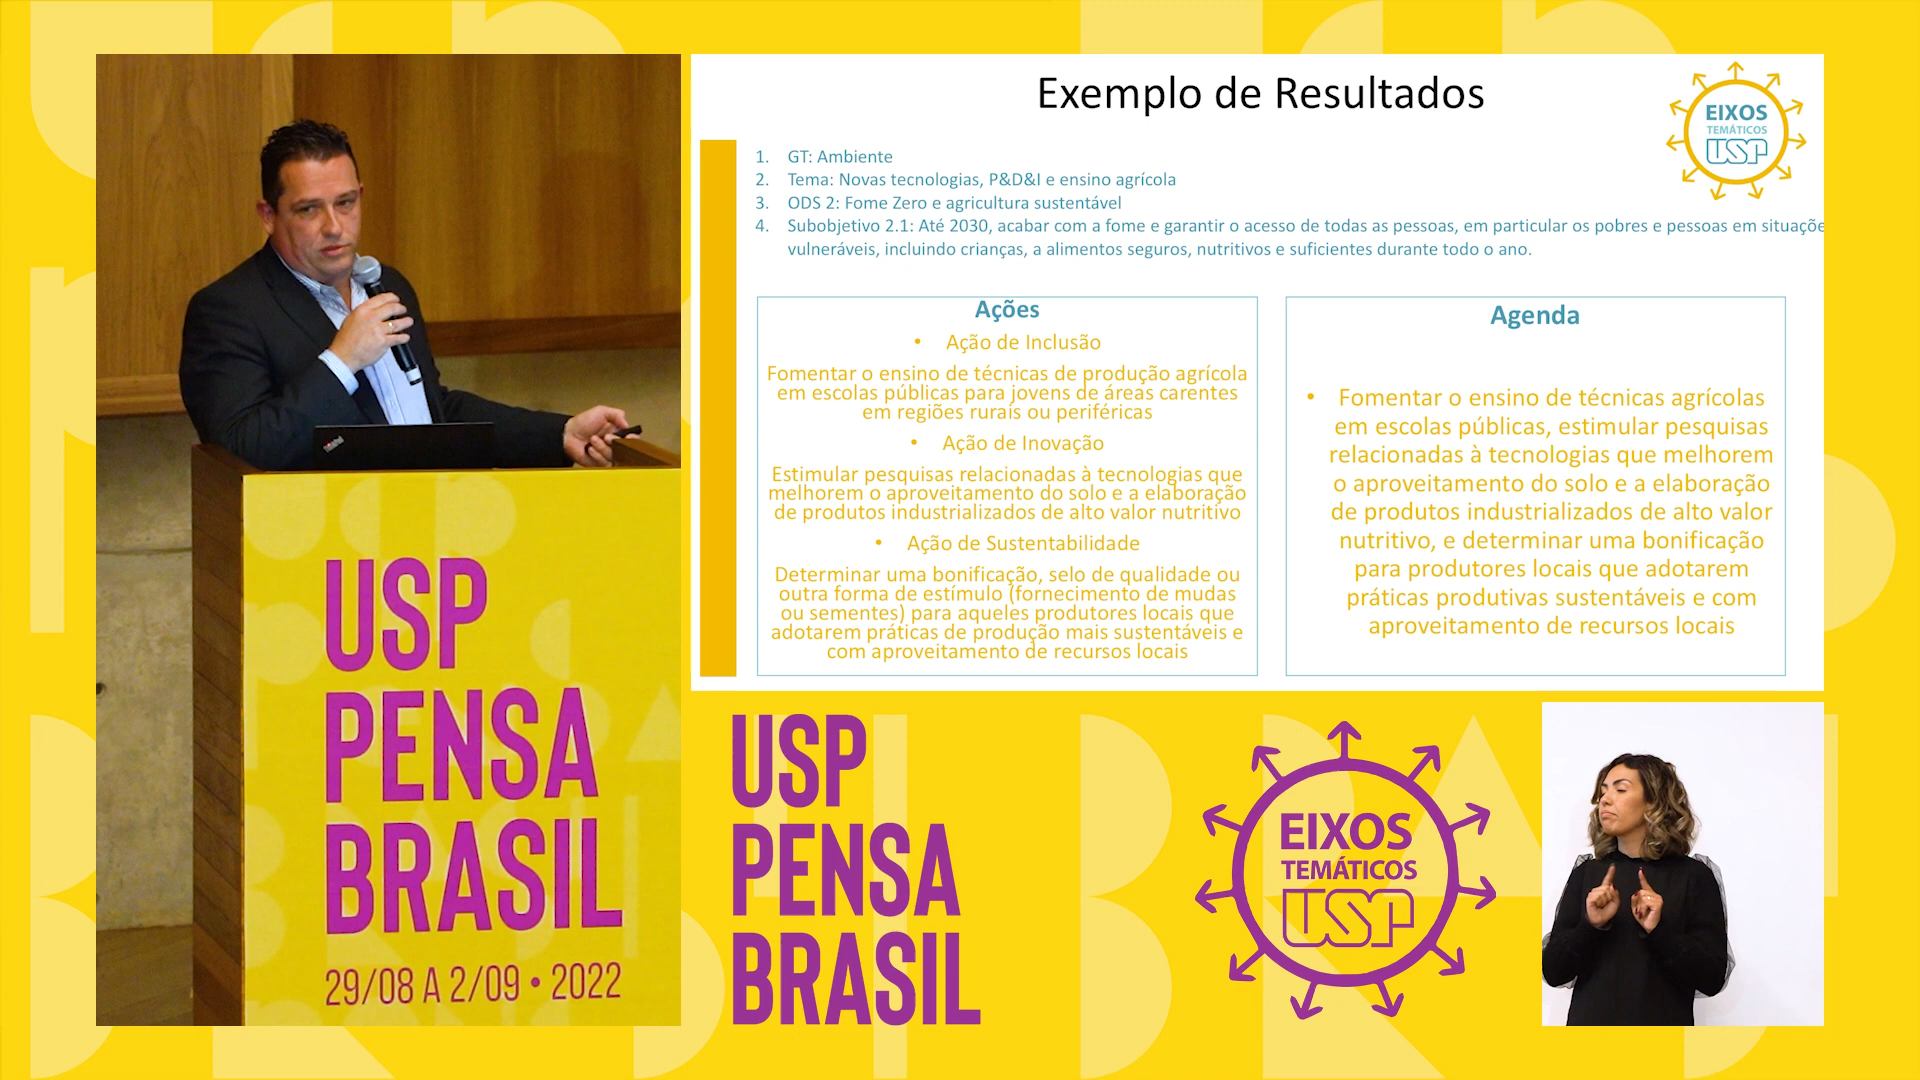 Exemplo de Resultados
EIXOS
TEMÁTICOS
USP
1. GT: Ambiente
2. Tema: Novas tecnologias, P&D&I e ensino agrícola
3. ODS 2: Fome Zero e agricultura sustentável
4. Subobjetivo 2.1: Até 2030, acabar com a fome e garantir o acesso de todas as pessoas, em particular os pobres e pessoas em situaçõe
vulneráveis, incluindo crianças, a alimentos seguros, nutritivos e suficientes durante todo o ano.
Ações
• Ação de Inclusão
Fomentar o ensino de técnicas de produção agrícola
em escolas públicas para jovens de áreas carentes
em regiões rurais ou periféricas
• Ação de Inovação
Estimular pesquisas relacionadas à tecnologias que
melhorem o aproveitamento do solo e a elaboração
de produtos industrializados de alto valor nutritivo
• Ação de Sustentabilidade
Determinar uma bonificação, selo de qualidade ou
outra forma de estímulo (fornecimento de mudas
ou sementes) para aqueles produtores locais que
adotarem práticas de produção mais sustentáveis e
com aproveitamento de recursos locais
Agenda
• Fomentar o ensino de técnicas agrícolas
em escolas públicas, estimular pesquisas
relacionadas à tecnologias que melhorem
o aproveitamento do solo e a elaboração
de produtos industrializados de alto valor
nutritivo, e determinar uma bonificação
para produtores locais que adotarem
práticas produtivas sustentáveis e com
aproveitamento de recursos locais
USP
PENSA
BRASIL
29/08 A 2/09 • 2022
USP
PENSA
BRASIL
EIXOS
TEMÁTICOS
USP